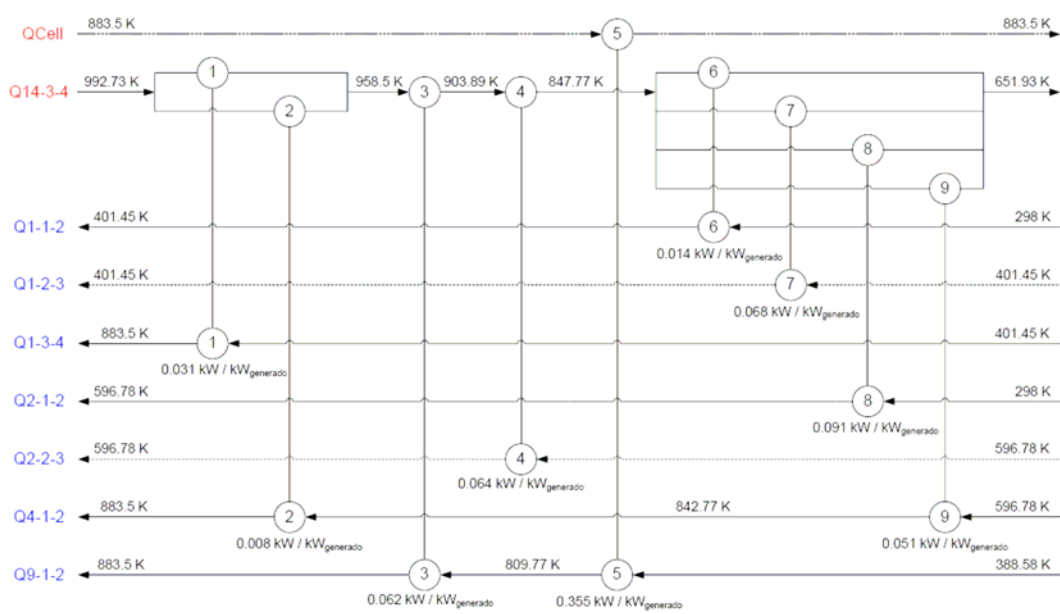 883.5 K 883.5 K
QCell 5
1 6
992.73 K 958.5 K 903.89 K 847.77 K 651.93 K
Q14-3-4 3 4
2 7
8
9
401.45 K 298 K
Q1-1-2 6
0.014 kW / kWgenerado
401.45 K 401.45 K
Q1-2-3 7
0.068 kW / kWgenerado
883.5 K 401.45 K
Q1-3-4 1
0.031 kW / kWgenerado
596.78 K 298 K
Q2-1-2 8
0.091 kW / kWgenerado
596.78 K 596.78 K
Q2-2-3 4
0.064 kW / kWgenerado
883.5 K 842.77 K 596.78 K
Q4-1-2 2 9
0.008 kW / kWgenerado 0.051 kW / kWgenerado
883.5 K 809.77 K 388.58 K
Q9-1-2 3 5
0.062 kW / kWgenerado 0.355 kW / kWgenerado